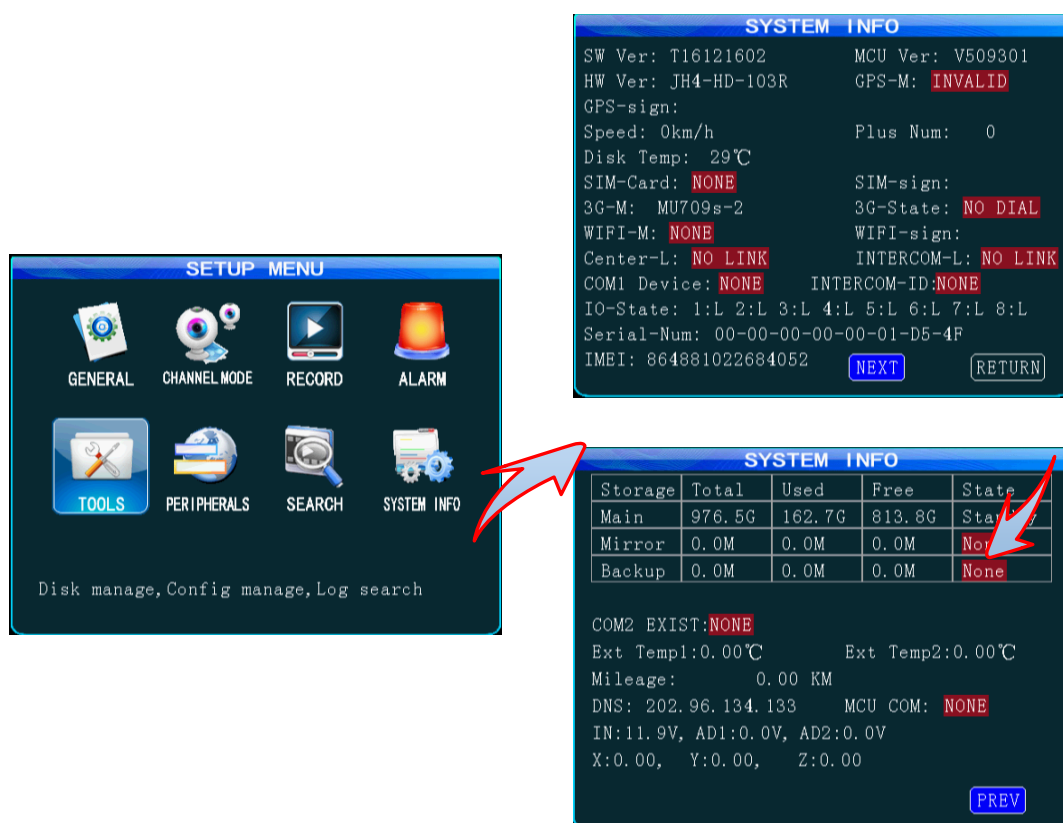 SETUP MENU
GENERAL CHANNEL MODE RECORD ALARM
TOOLS PERIPHERALS SEARCH SYSTEM INFO
Disk manage,Config manage,Log search
SYSTEM INFO
SW Ver: T16121602 MCU Ver: V509301
HW Ver: JH4-HD-103R GPS-M: INVALID
GPS-sign:
Speed: 0km/h Plus Num: 0
Disk Temp: 29℃
SIM-Card: NONE SIM-sign:
3G-M: MU709s-2 3G-State: NO DIAL
WIFI-M: NONE WIFI-sign:
Center-L: NO LINK INTERCOM-L: NO LINK
COM1 Device: NONE INTERCOM-ID:NONE
IO-State: 1:L 2:L 3:L 4:L 5:L 6:L 7:L 8:L
Serial-Num: 00-00-00-00-00-01-D5-4F
IMEI: 864881022684052 NEXT RETURN
SYSTEM INFO
Storage Total Used Free State
Main 976.5G 162.7G 813.8G
Mirror 0.0M 0.0M 0.0M
Backup 0.0M 0.0M 0.0M None
COM2 EXIST:NONE
Ext Temp1:0.00℃ Ext Temp2:0.00℃
Mileage: 0.00 KM
DNS: 202.96.134.133 MCU COM: NONE
IN:11.9V, AD1:0.0V, AD2:0.0V
X:0.00, Y:0.00, Z:0.00
PREV